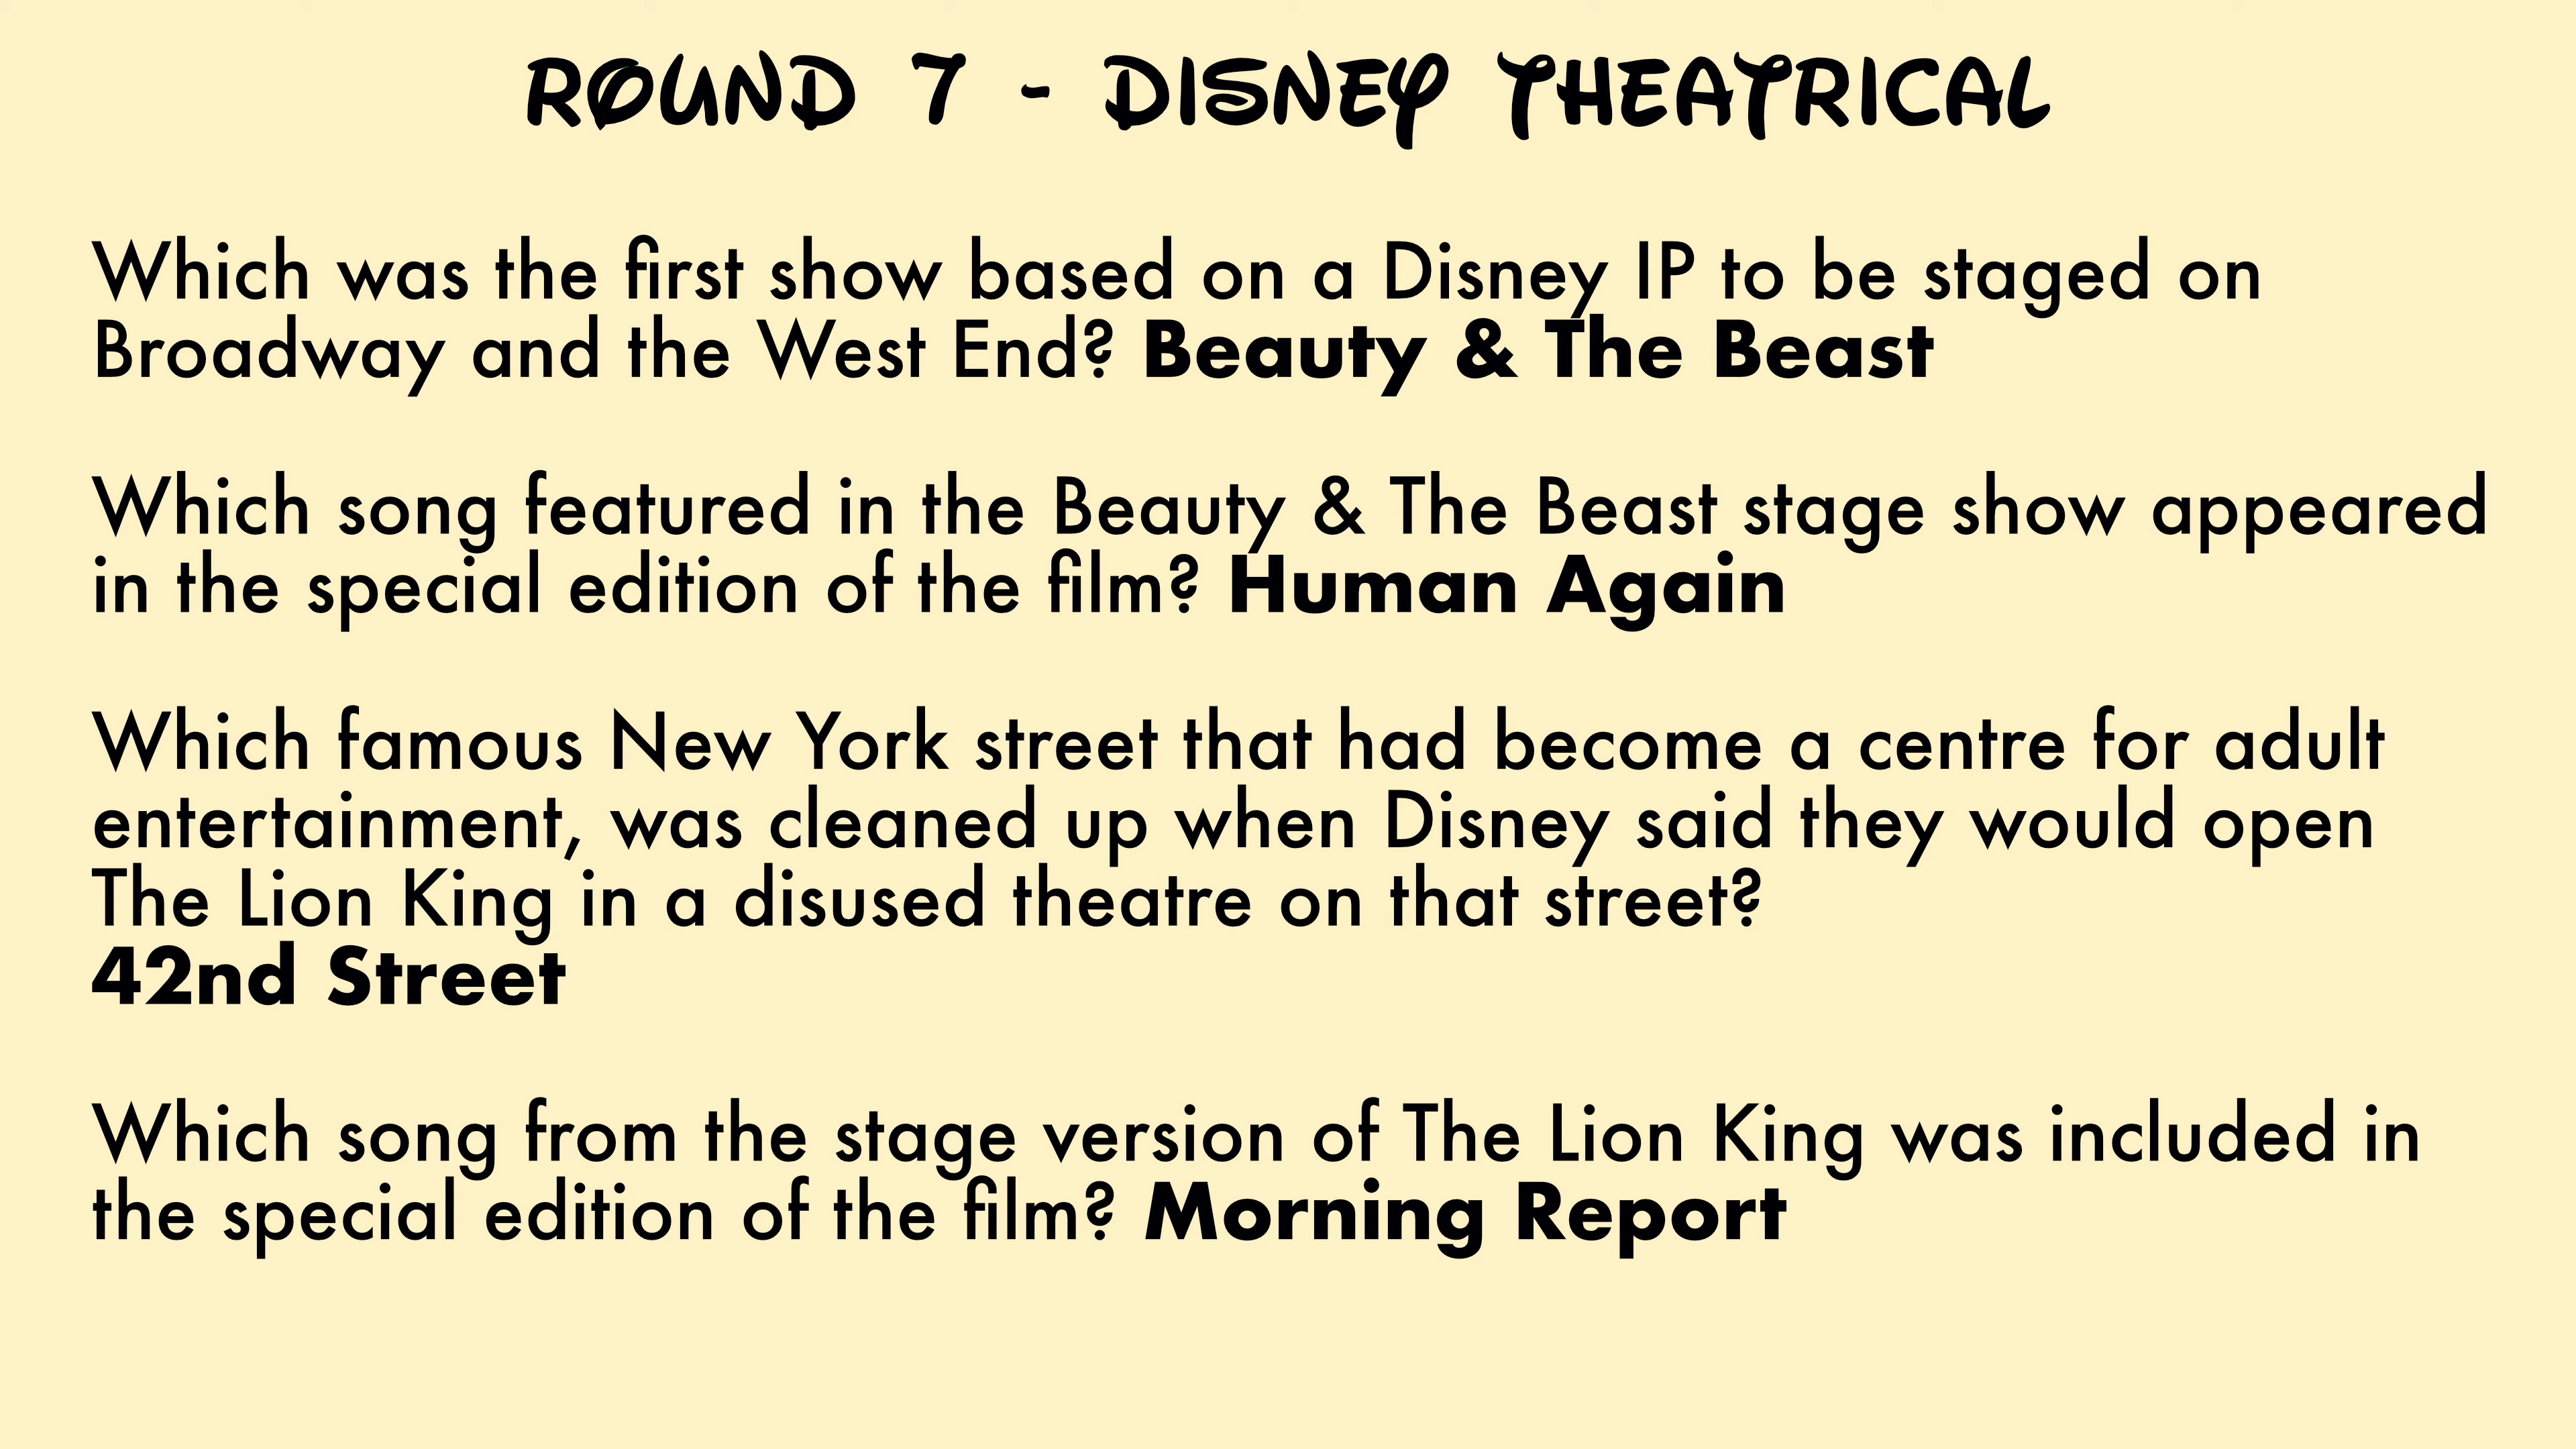 ROUND 7 - DISNEY THEATRICAL
Which was the first show based on a Disney IP to be staged on
Broadway and the West End? Beauty & The Beast
Which song featured in the Beauty & The Beast stage show appeared
in the special edition of the film? Human Again
Which famous New York street that had become a centre for adult
entertainment, was cleaned up when Disney said they would open
The Lion King in a disused theatre on that street?
42nd Street
Which song from the stage version of The Lion King was included in
the special edition of the film? Morning Report